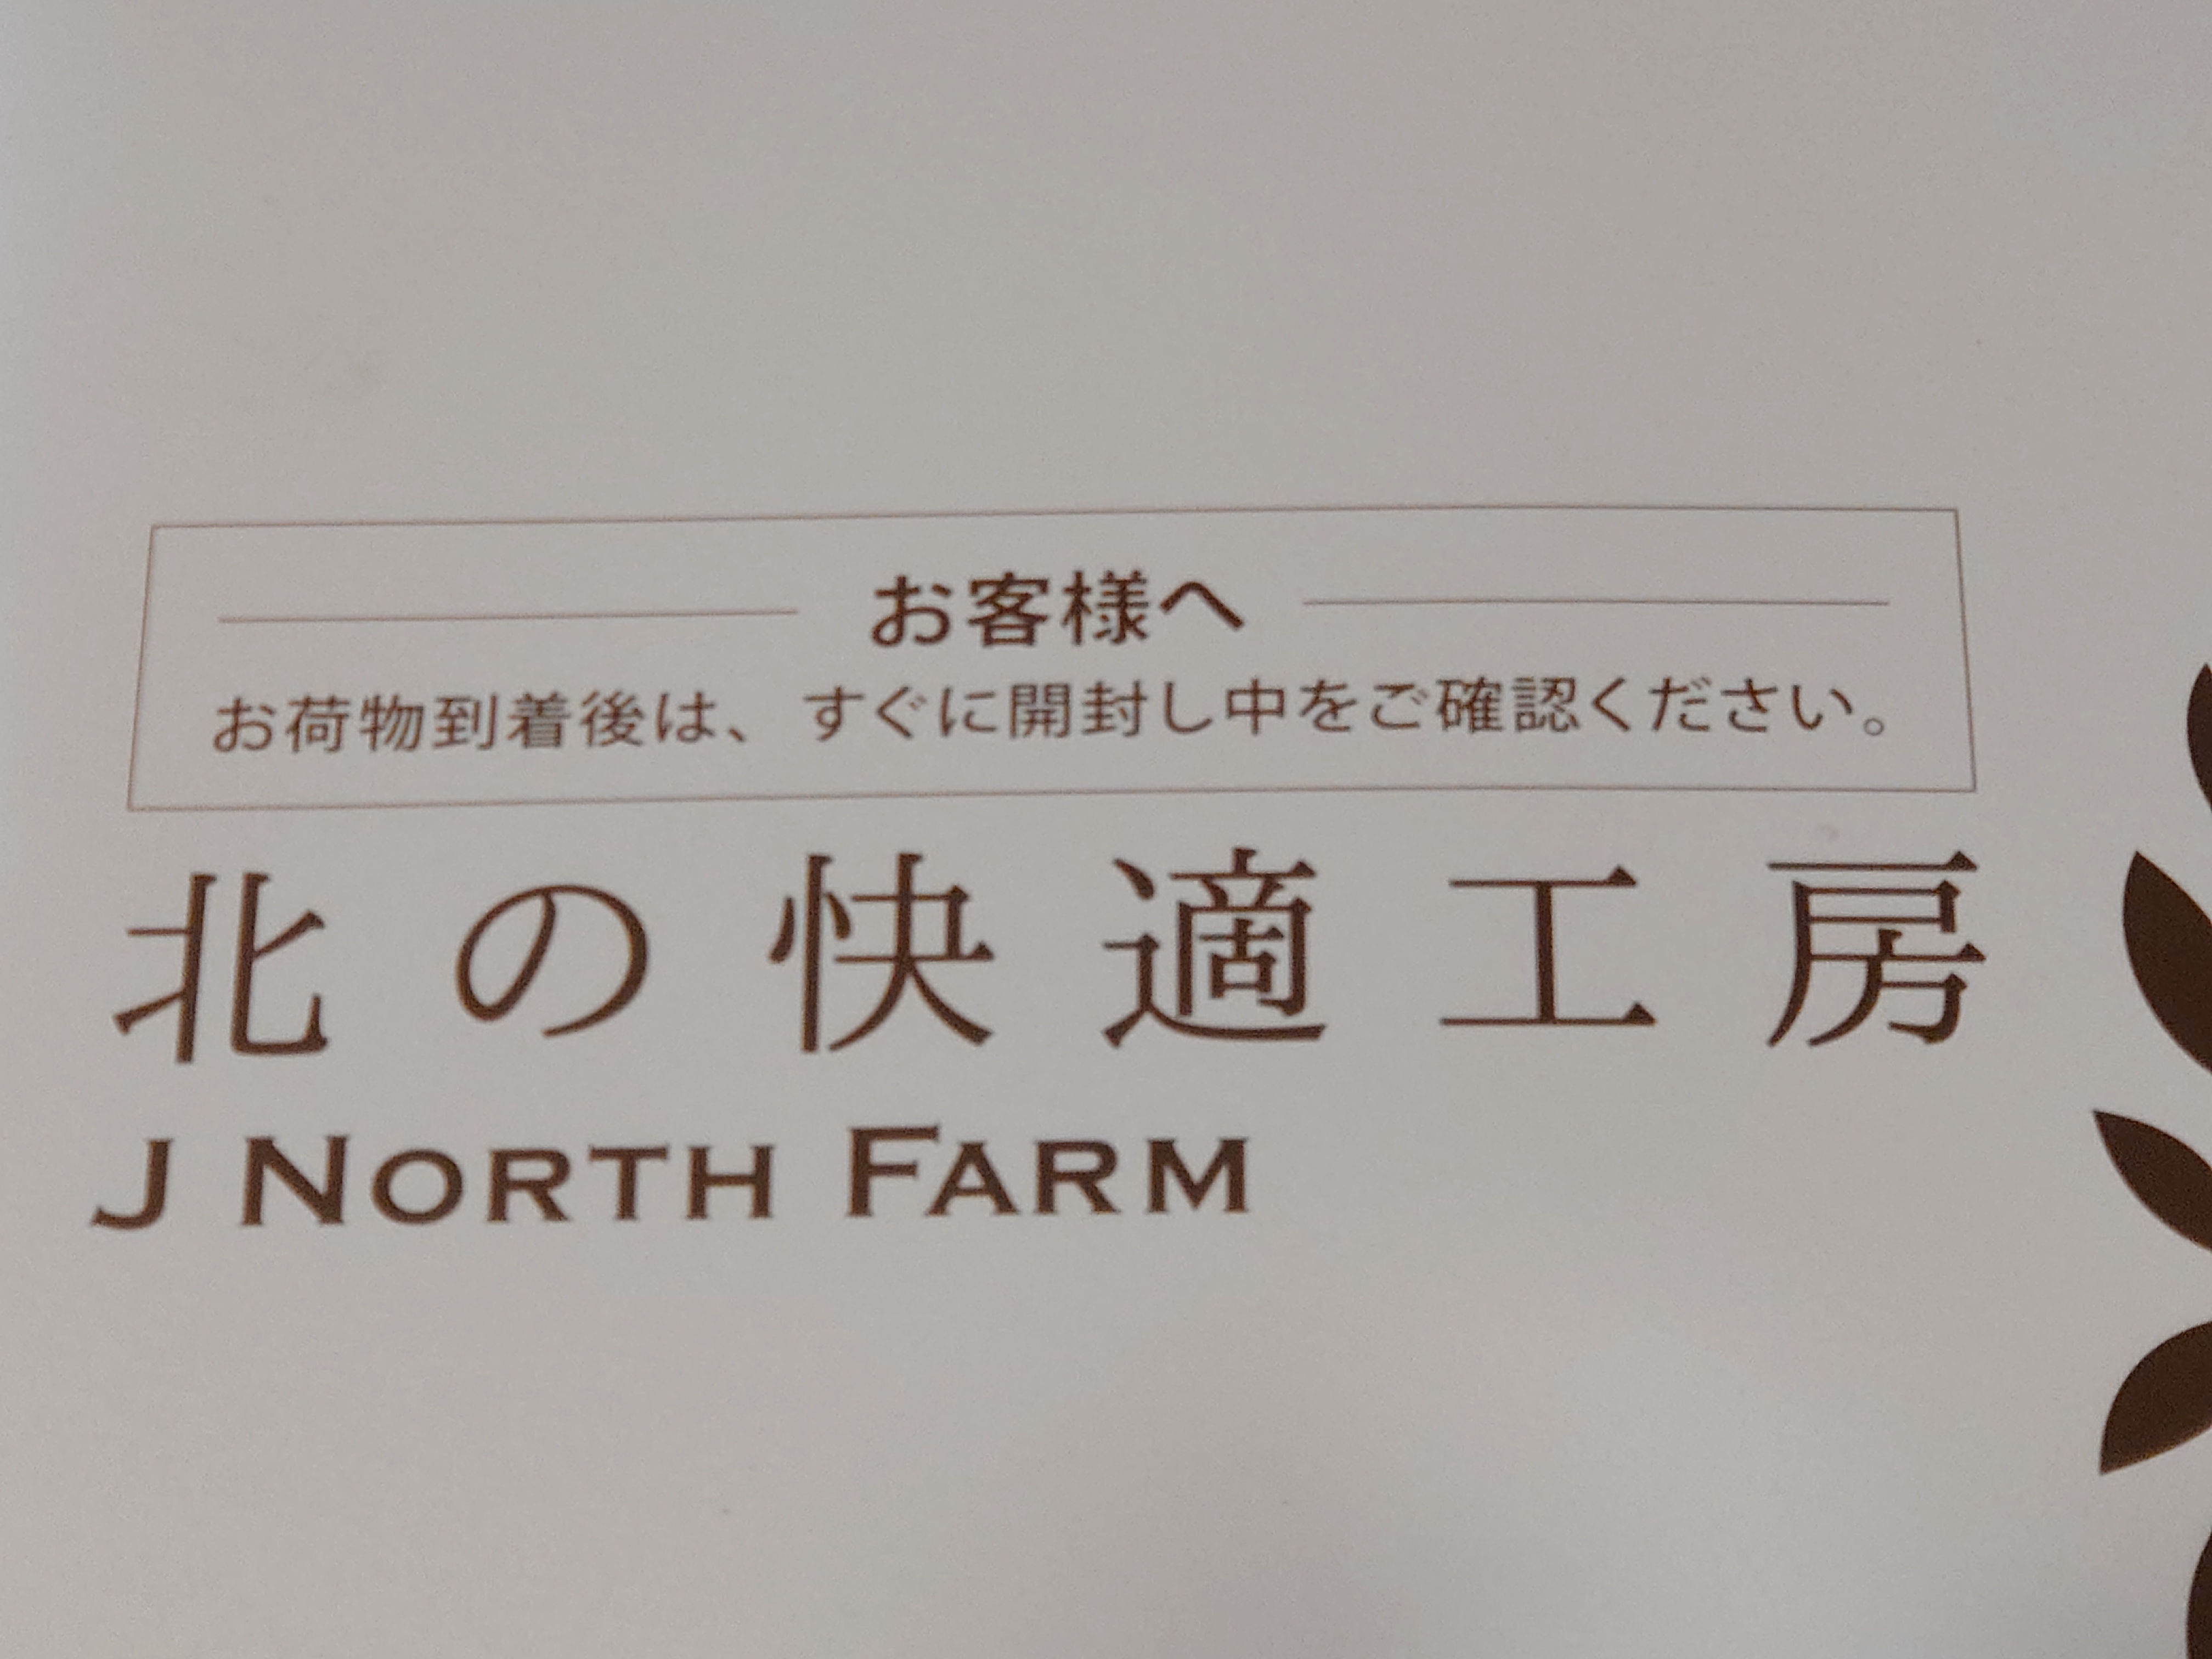 お客様へ
お荷物到着後は、すぐに開封し中をご確認ください。
北の快適工房
J NORTH FARM